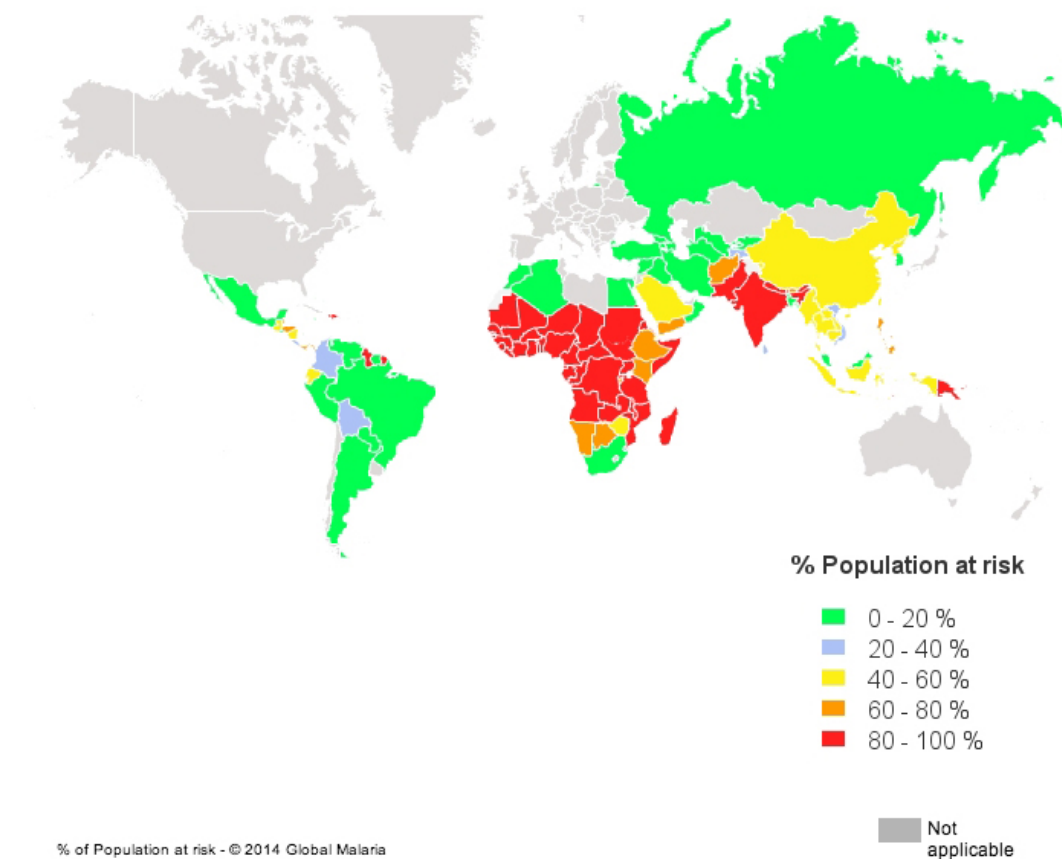 % Population at risk
0 - 20 %
20 - 40 %
40 - 60 %
60 - 80 %
80 - 100 %
Not
applicable
% of Population at risk - © 2014 Global Malaria